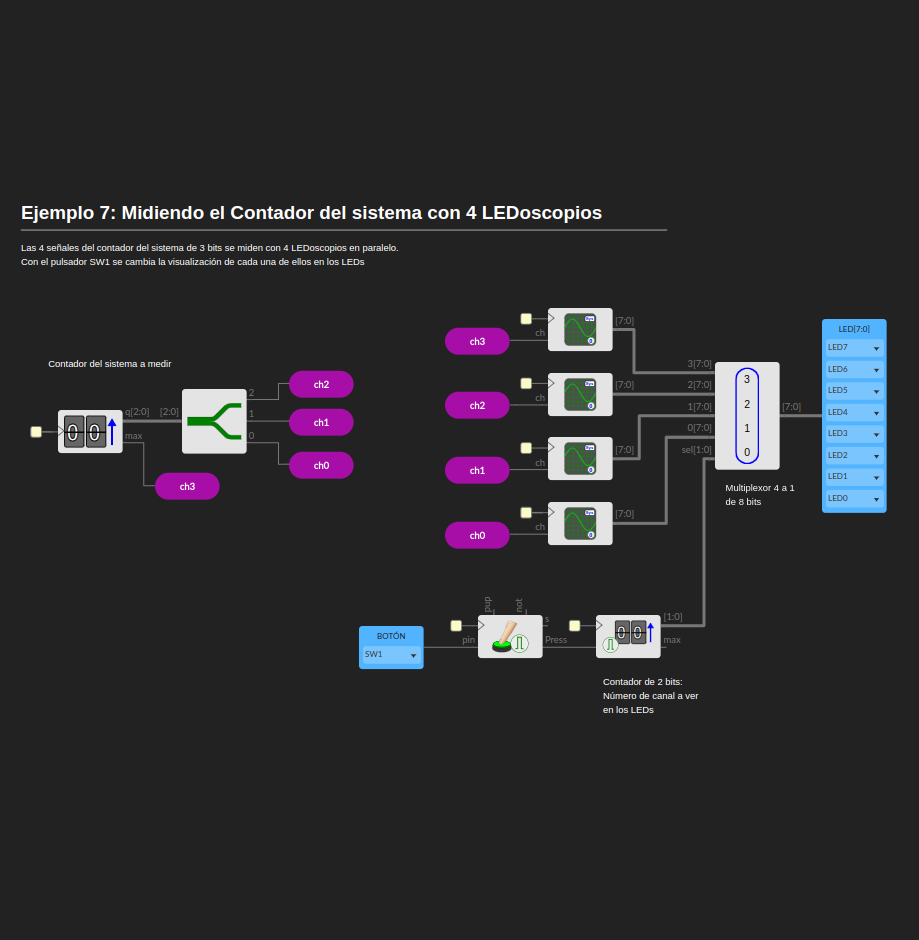 Ejemplo 7: Midiendo el Contador del sistema con 4 LEDoscopios
Las 4 señales del contador del sistema de 3 bits se miden con 4 LEDoscopios en paralelo.
Con el pulsador SW1 se cambia la visualización de cada una de ellos en los LEDs
Contador del sistema a medir
0 0
q[2:0]
max
[2:0]
2
1
0
ch2
ch1
ch0
ch3
ch3
ch
[7:0]
ch2
ch
[7:0]
ch1
ch
[7:0]
ch0
ch
[7:0]
3[7:0]
2[7:0]
1[7:0]
0[7:0]
sel[1:0]
3
2
1
0
[7:0]
Multiplexor 4 a 1
de 8 bits
LED[7:0]
LED7
LED6
LED5
LED4
LED3
LED2
LED1
LED0
BOTÓN
SW1
pup
not
pin
s
Press
0 0
[1:0]
max
Contador de 2 bits:
Número de canal a ver
en los LEDs